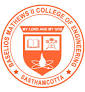 BASELIOS MATHEWS II COLLEGE OF ENGINEERING
MY LORD AND MY GOD
SASTHAMCOTTA